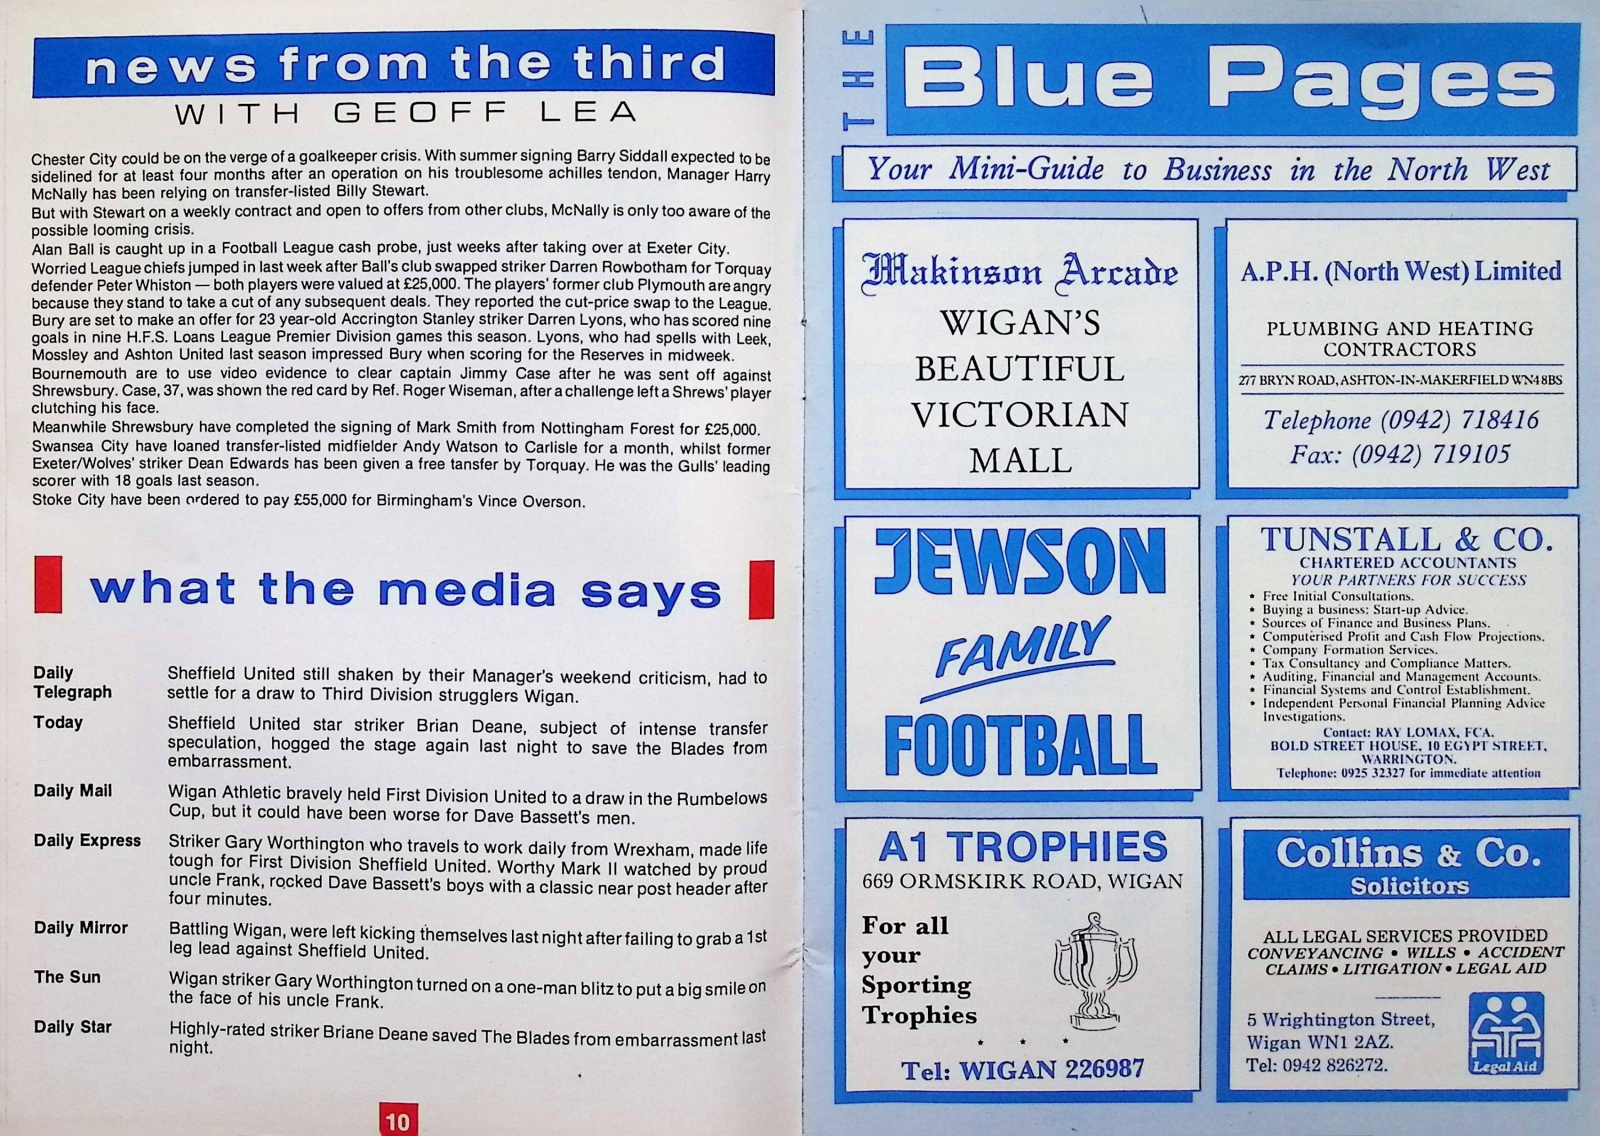 news from the third
WITH GEOFF LEA
Chester City could be on the verge of a goalkeeper crisis. With summer signing Barry Siddall expected to be
sidelined for at least four months after an operation on his troublesome achilles tendon, Manager Harry
McNally has been relying on transfer-listed Billy Stewart.
But with Stewart on a weekly contract and open to offers from other clubs, McNally is only too aware of the
possible looming crisis.
Alan Ball is caught up in a Football League cash probe, just weeks after taking over at Exeter City.
Worried League chiefs jumped in last week after Ball's club swapped striker Darren Rowbotham for Torquay
defender Peter Whiston — both players were valued at £25,000. The players' former club Plymouth are angry
because they stand to take a cut of any subsequent deals. They reported the cut-price swap to the League.
Bury are set to make an offer for 23 year-old Accrington Stanley striker Darren Lyons, who has scored nine
goals in nine H.F.S. Loans League Premier Division games this season. Lyons, who had spells with Leek,
Mossley and Ashton United last season impressed Bury when scoring for the Reserves in midweek.
Bournemouth are to use video evidence to clear captain Jimmy Case after he was sent off against
Shrewsbury. Case, 37, was shown the red card by Ref. Roger Wiseman, after a challenge left a Shrews' player
clutching his face.
Meanwhile Shrewsbury have completed the signing of Mark Smith from Nottingham Forest for £25,000.
Swansea City have loaned transfer-listed midfielder Andy Watson to Carlisle for a month, whilst former
Exeter/Wolves' striker Dean Edwards has been given a free tansfer by Torquay. He was the Gulls' leading
scorer with 18 goals last season.
Stoke City have been ordered to pay £55,000 for Birmingham's Vince Overson.
what the media says
Daily
Telegraph
Sheffield United still shaken by their Manager's weekend criticism, had to
settle for a draw to Third Division strugglers Wigan.
Today
Sheffield United star striker Brian Deane, subject of intense transfer
speculation, hogged the stage again last night to save the Blades from
embarrassment.
Daily Mail
Wigan Athletic bravely held First Division United to a draw in the Rumbelows
Cup, but it could have been worse for Dave Bassett's men.
Daily Express
Striker Gary Worthington who travels to work daily from Wrexham, made life
tough for First Division Sheffield United. Worthy Mark II watched by proud
uncle Frank, rocked Dave Bassett's boys with a classic near post header after
four minutes.
Daily Mirror
Battling Wigan, were left kicking themselves last night after failing to grab a 1st
leg lead against Sheffield United.
The Sun
Wigan striker Gary Worthington turned on a one-man blitz to put a big smile on
the face of his uncle Frank.
Daily Star
Highly-rated striker Briane Deane saved The Blades from embarrassment last
night.
10
THE Blue Pages
Your Mini-Guide to Business in the North West
Makinson Arcade
WIGAN'S
BEAUTIFUL
VICTORIAN
MALL
A.P.H. (North West) Limited
PLUMBING AND HEATING
CONTRACTORS
277 BRYN ROAD, ASHTON-IN-MAKERFIELD WN4 8BS
Telephone (0942) 718416
Fax: (0942) 719105
JEWSON
FAMILY
FOOTBALL
TUNSTALL & CO.
CHARTERED ACCOUNTANTS
YOUR PARTNERS FOR SUCCESS
* Free Initial Consultations.
* Buying a business: Start-up Advice.
* Sources of Finance and Business Plans.
* Computerised Profit and Cash Flow Projections.
* Company Formation Services.
* Tax Consultancy and Compliance Matters.
* Auditing, Financial and Management Accounts.
* Financial Systems and Control Establishment.
* Independent Personal Financial Planning Advice
Investigations.
Contact: RAY LOMAX, FCA.
BOLD STREET HOUSE, 10 EGYPT STREET,
WARRINGTON.
Telephone: 0925 32327 for immediate attention
A1 TROPHIES
669 ORMSKIRK ROAD, WIGAN
For all
your
Sporting
Trophies
* * *
Tel: WIGAN 226987
Collins & Co.
Solicitors
ALL LEGAL SERVICES PROVIDED
CONVEYANCING • WILLS • ACCIDENT
CLAIMS • LITIGATION • LEGAL AID
5 Wrightington Street,
Wigan WN1 2AZ.
Tel: 0942 826272.
Legal Aid